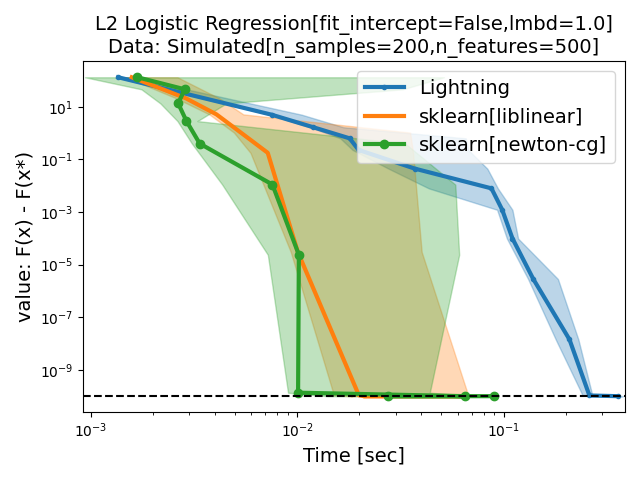 L2 Logistic Regression[fit_intercept=False,lmbd=1.0]
Data: Simulated[n_samples=200,n_features=500]
Lightning
sklearn[liblinear]
sklearn[newton-cg]
value: F(x) - F(x*)
10¹
10⁻¹
10⁻³
10⁻⁵
10⁻⁷
10⁻⁹
10⁻³
10⁻²
10⁻¹
Time [sec]